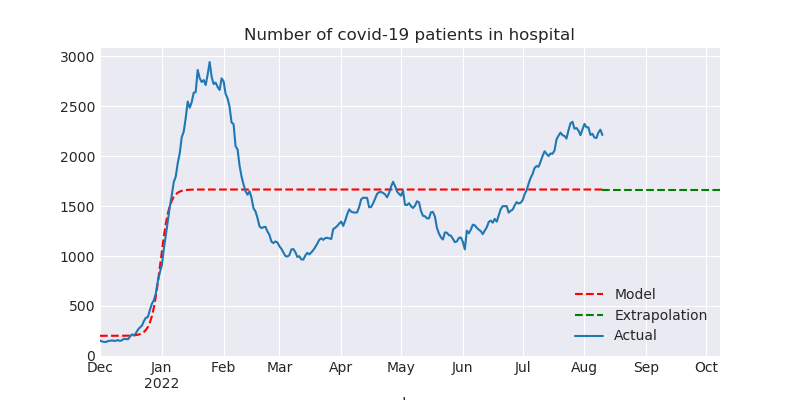 Number of covid-19 patients in hospital
3000
2500
2000
1500
1000
500
0
Model
Extrapolation
Actual
Dec Jan Feb Mar Apr May Jun Jul Aug Sep Oct
2022